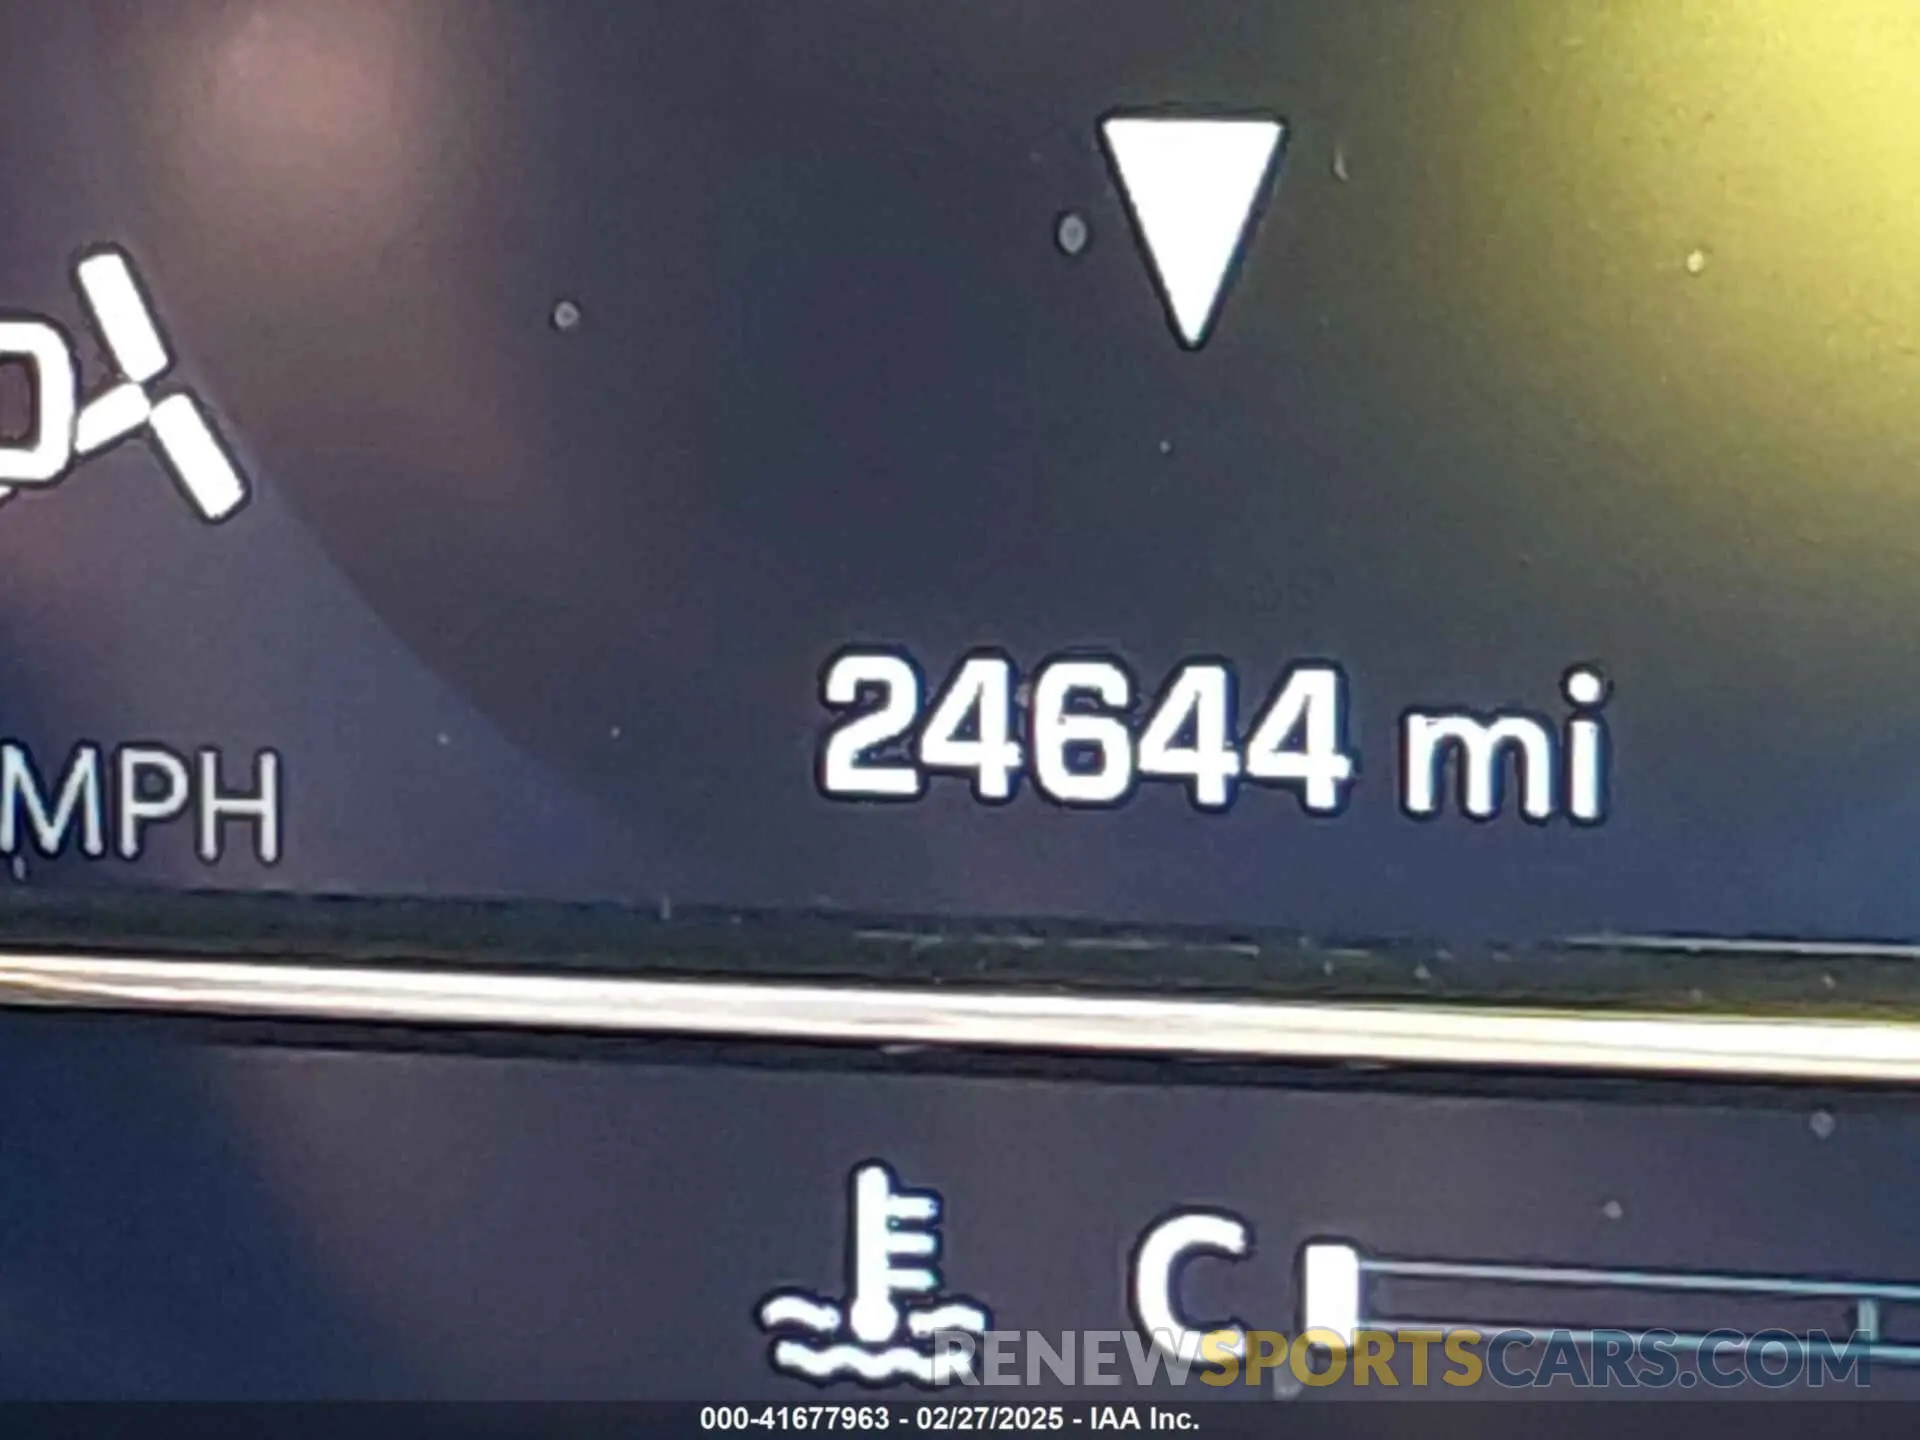 24644 mi
MPH
C
RENEWSPORTSCARS.COM
000-41677963 - 02/27/2025 - IAA Inc.